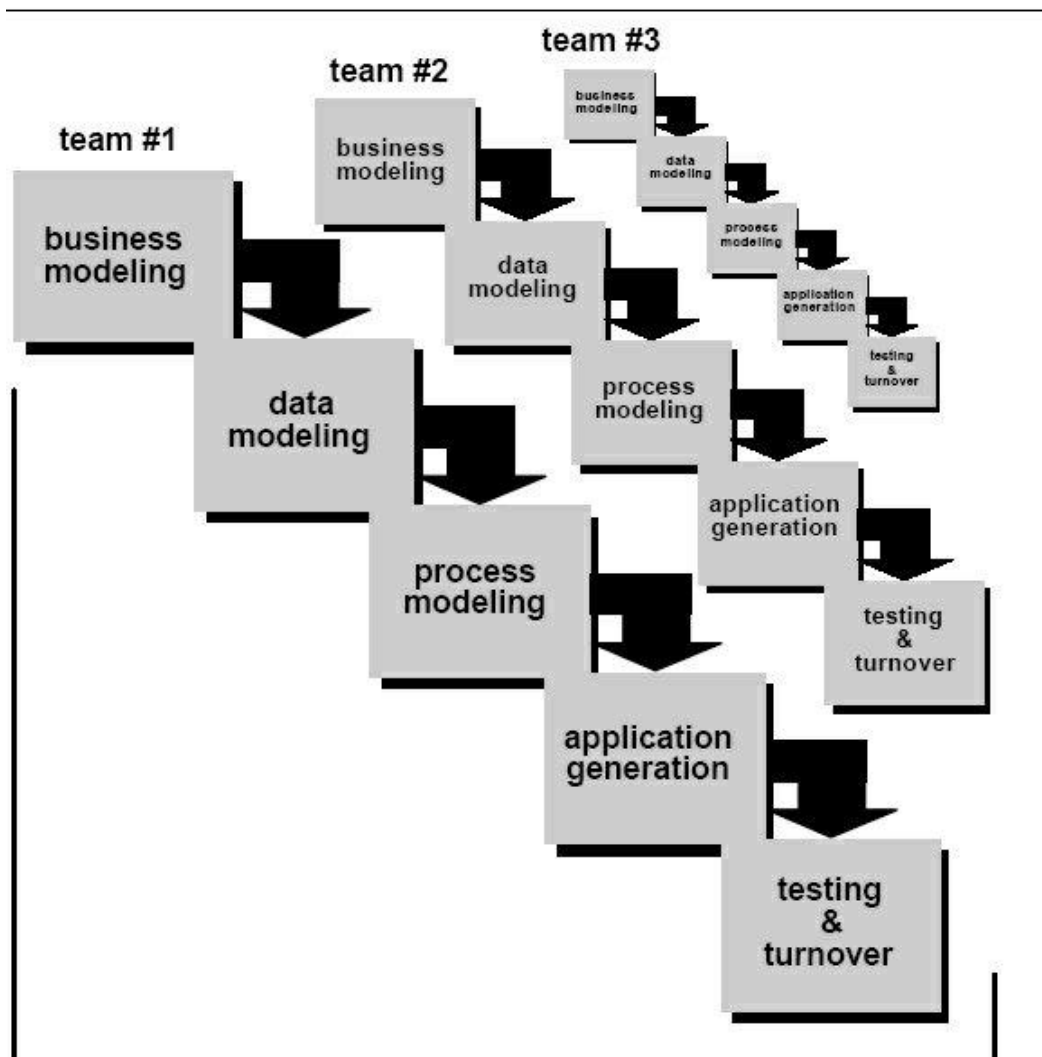 team #1
business
modeling
data
modeling
process
modeling
application
generation
testing
&
turnover
team #2
business
modeling
data
modeling
process
modeling
application
generation
testing
&
turnover
team #3
business
modeling
data
modeling
process
modeling
application
generation
testing
&
turnover